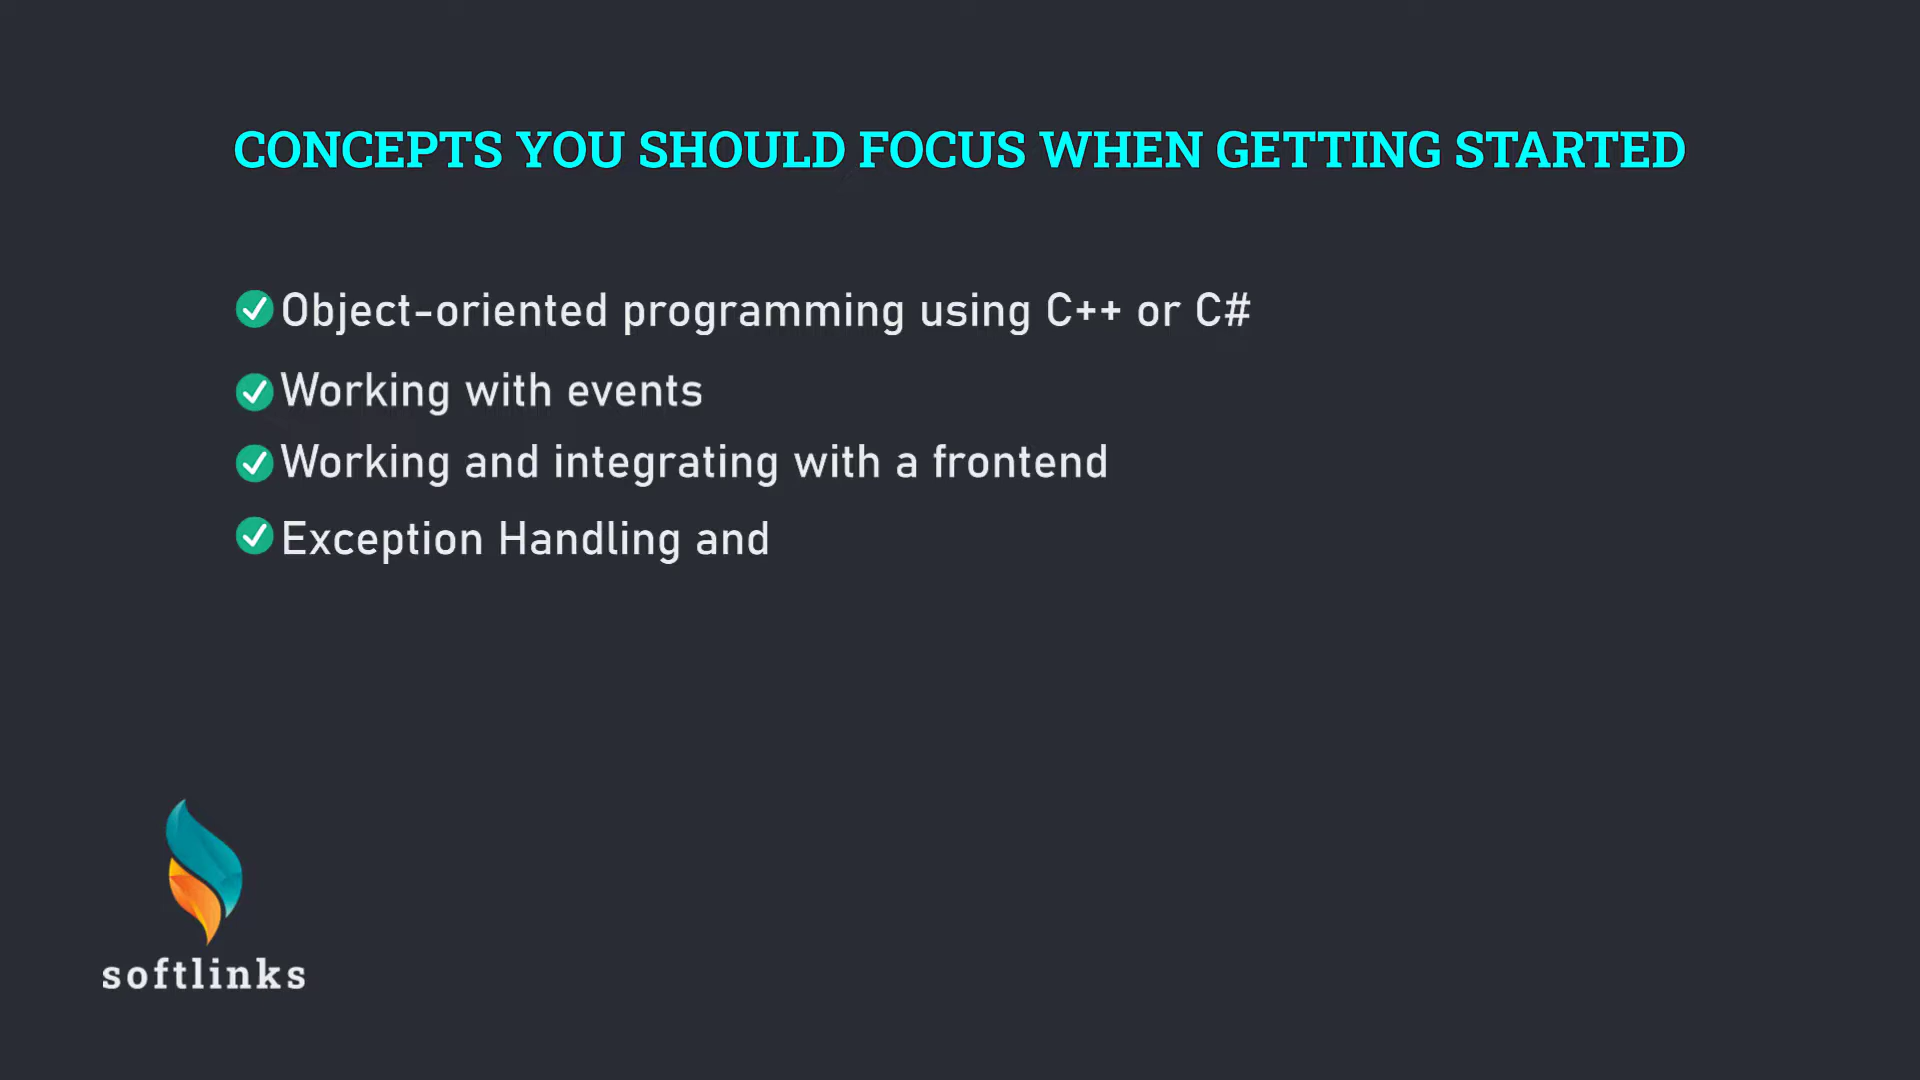 CONCEPTS YOU SHOULD FOCUS WHEN GETTING STARTED
Object-oriented programming using C++ or C#
Working with events
Working and integrating with a frontend
Exception Handling and
softlinks